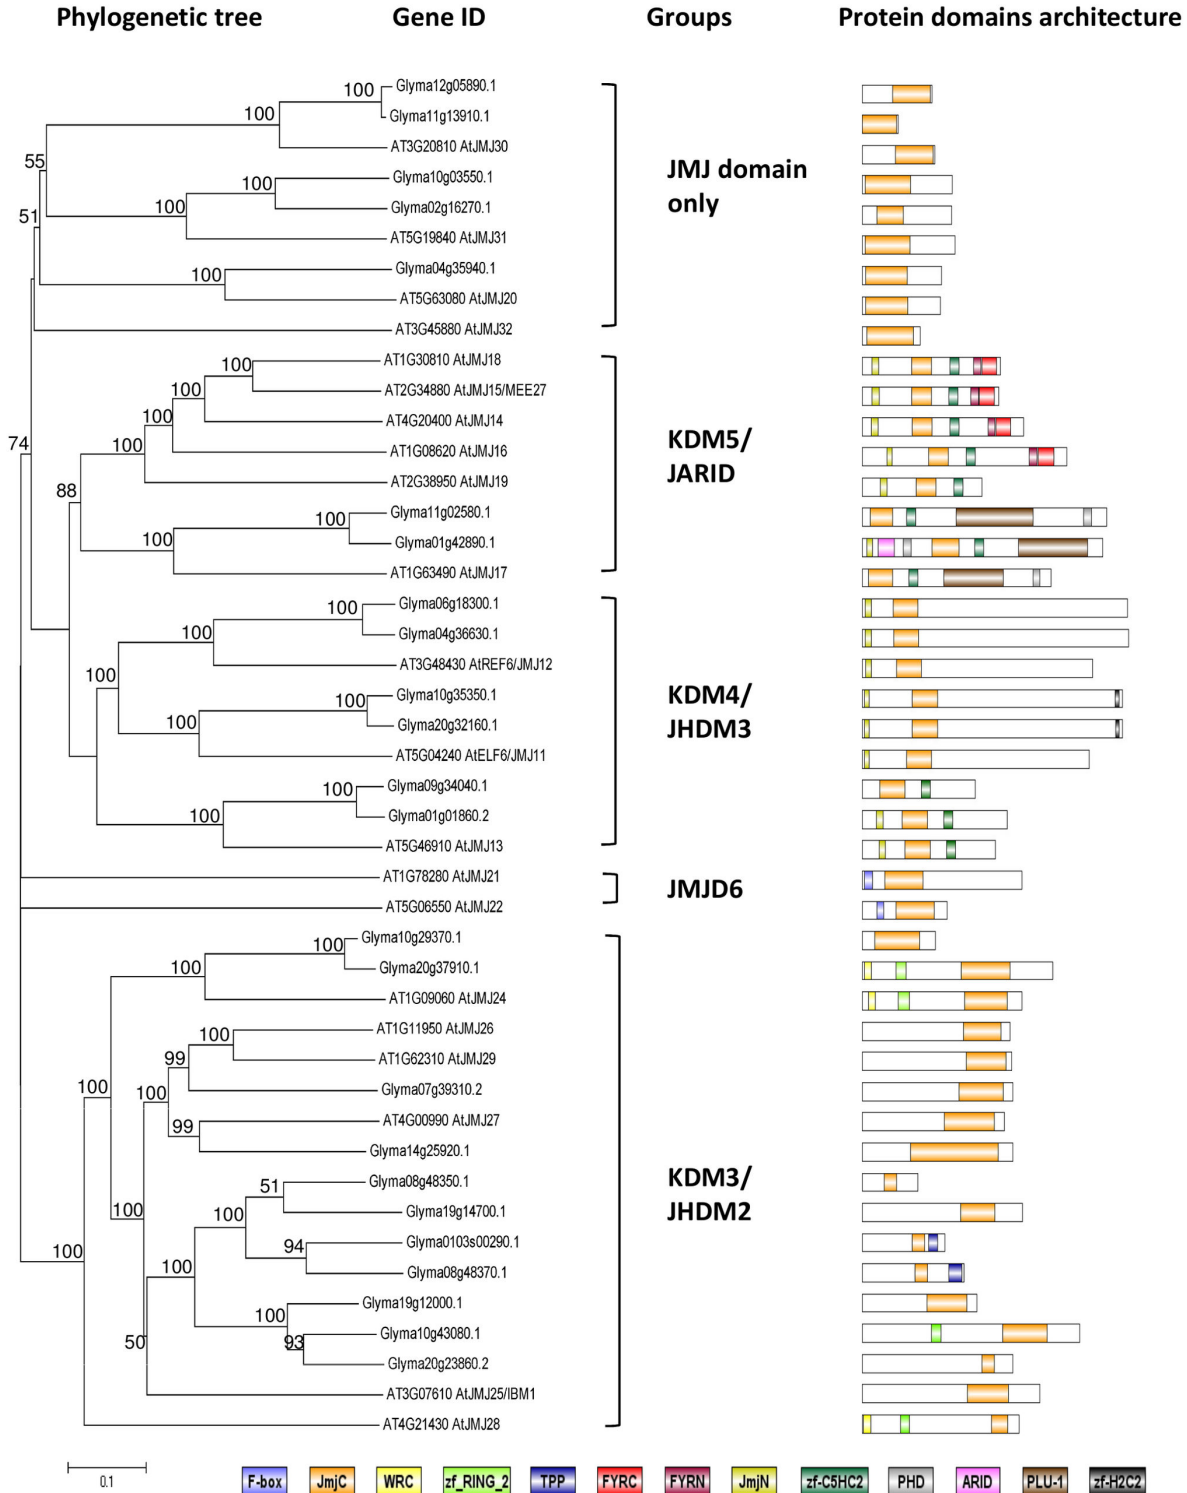 Phylogenetic tree Gene ID Groups Protein domains architecture
Glyma12g05890.1
100
Glyma11g13910.1
100
AT3G20810 AtJMJ30
55
Glyma10g03550.1
100
Glyma02g16270.1
100
51
AT5G19840 AtJMJ31
Glyma04g35940.1
100
AT5G63080 AtJMJ20
AT3G45880 AtJMJ32
JMJ domain
only
AT1G30810 AtJMJ18
100
AT2G34880 AtJMJ15/MEE27
100
AT4G20400 AtJMJ14
100
AT1G08620 AtJMJ16
100
74
AT2G38950 AtJMJ19
88
Glyma11g02580.1
100
Glyma01g42890.1
100
AT1G63490 AtJMJ17
KDM5/
JARID
Glyma06g18300.1
100
Glyma04g36630.1
100
AT3G48430 AtREF6/JMJ12
100
Glyma10g35350.1
100
Glyma20g32160.1
100
AT5G04240 AtELF6/JMJ11
Glyma09g34040.1
100
Glyma01g01860.2
100
AT5G46910 AtJMJ13
KDM4/
JHDM3
AT1G78280 AtJMJ21
AT5G06550 AtJMJ22
JMJD6
Glyma10g29370.1
100
Glyma20g37910.1
100
AT1G09060 AtJMJ24
AT1G11950 AtJMJ26
100
AT1G62310 AtJMJ29
99
Glyma07g39310.2
100
100
AT4G00990 AtJMJ27
99
Glyma14g25920.1
Glyma08g48350.1
51
Glyma19g14700.1
100
100
Glyma0103s00290.1
94
100
Glyma08g48370.1
100
Glyma19g12000.1
100
Glyma10g43080.1
93
50
Glyma20g23860.2
AT3G07610 AtJMJ25/IBM1
AT4G21430 AtJMJ28
KDM3/
JHDM2
0.1
F-box JmjC WRC zf_RING_2 TPP FYRC FYRN JmjN zf-C5HC2 PHD ARID PLU-1 zf-H2C2